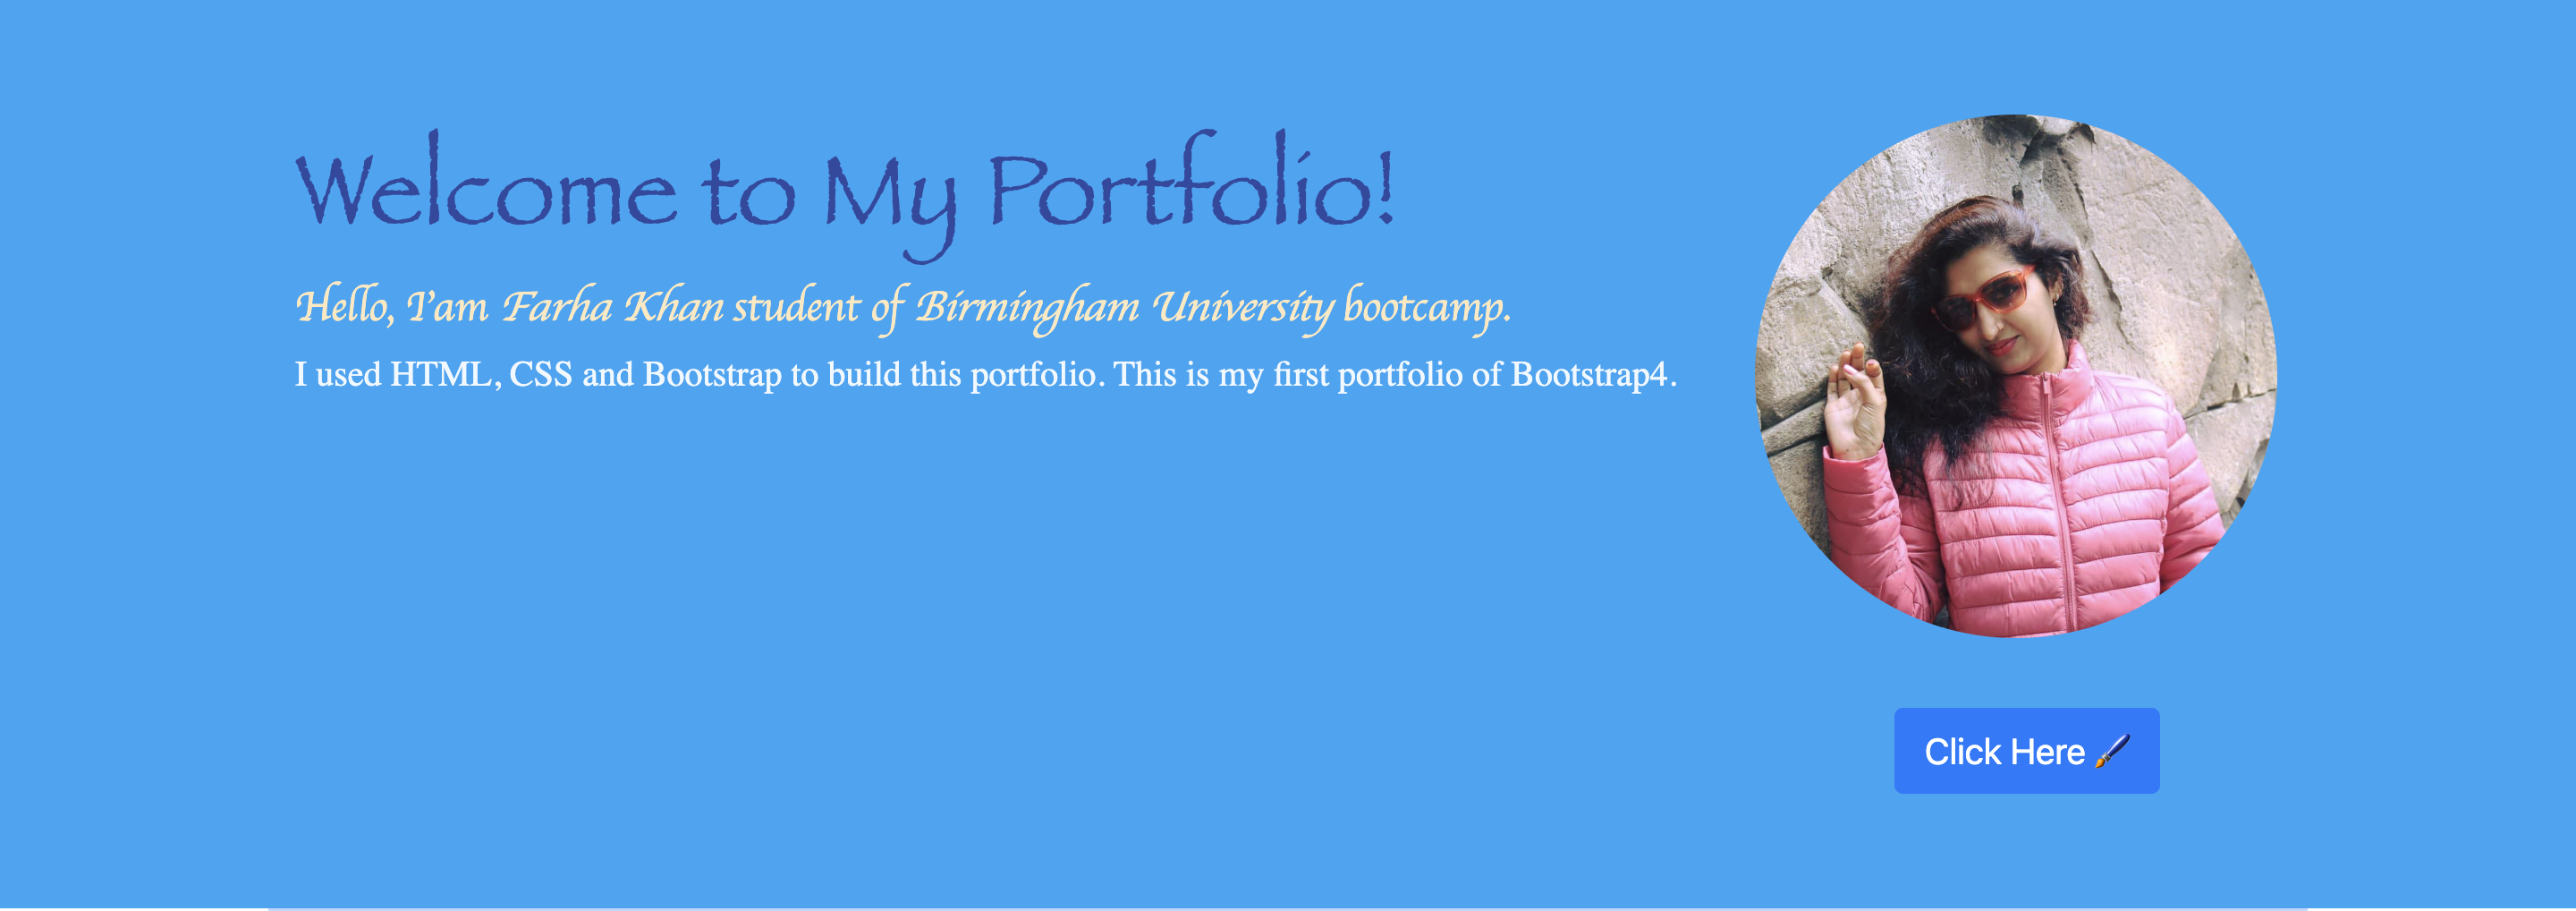 Welcome to My Portfolio!
Hello, I'am Farha Khan student of Birmingham University bootcamp.
I used HTML, CSS and Bootstrap to build this portfolio. This is my first portfolio of Bootstrap4.
Click Here 🖌️